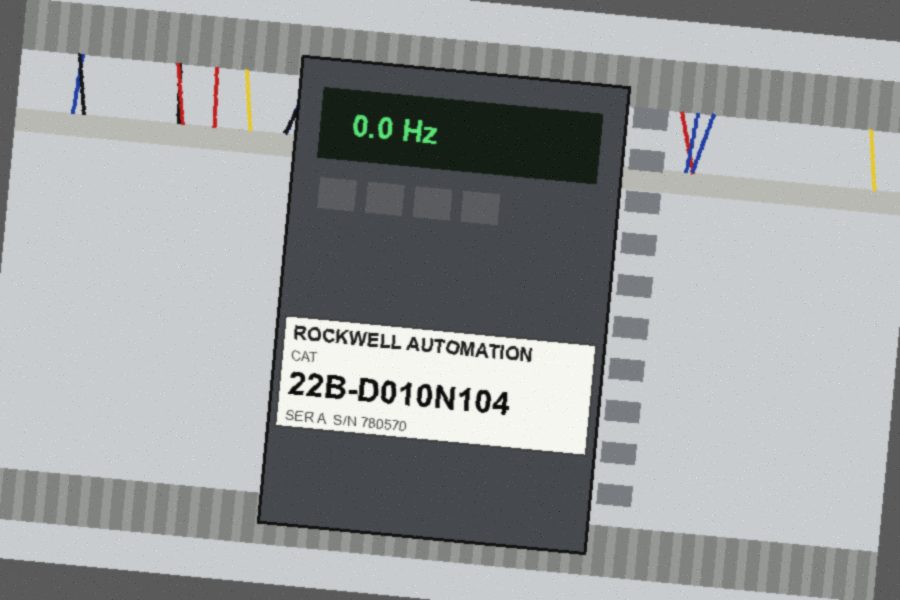 0.0 Hz
ROCKWELL AUTOMATION
CAT
22B-D010N104
SER A  S/N 780570